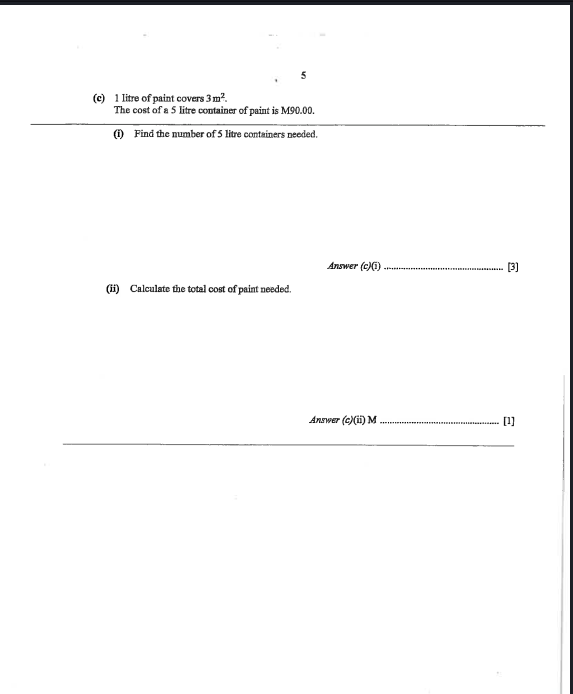 5
(c) 1 litre of paint covers 3 m².
The cost of a 5 litre container of paint is M90.00.
(i) Find the number of 5 litre containers needed.
Answer (c)(i) .................................................. [3]
(ii) Calculate the total cost of paint needed.
Answer (c)(ii) M .................................................. [1]